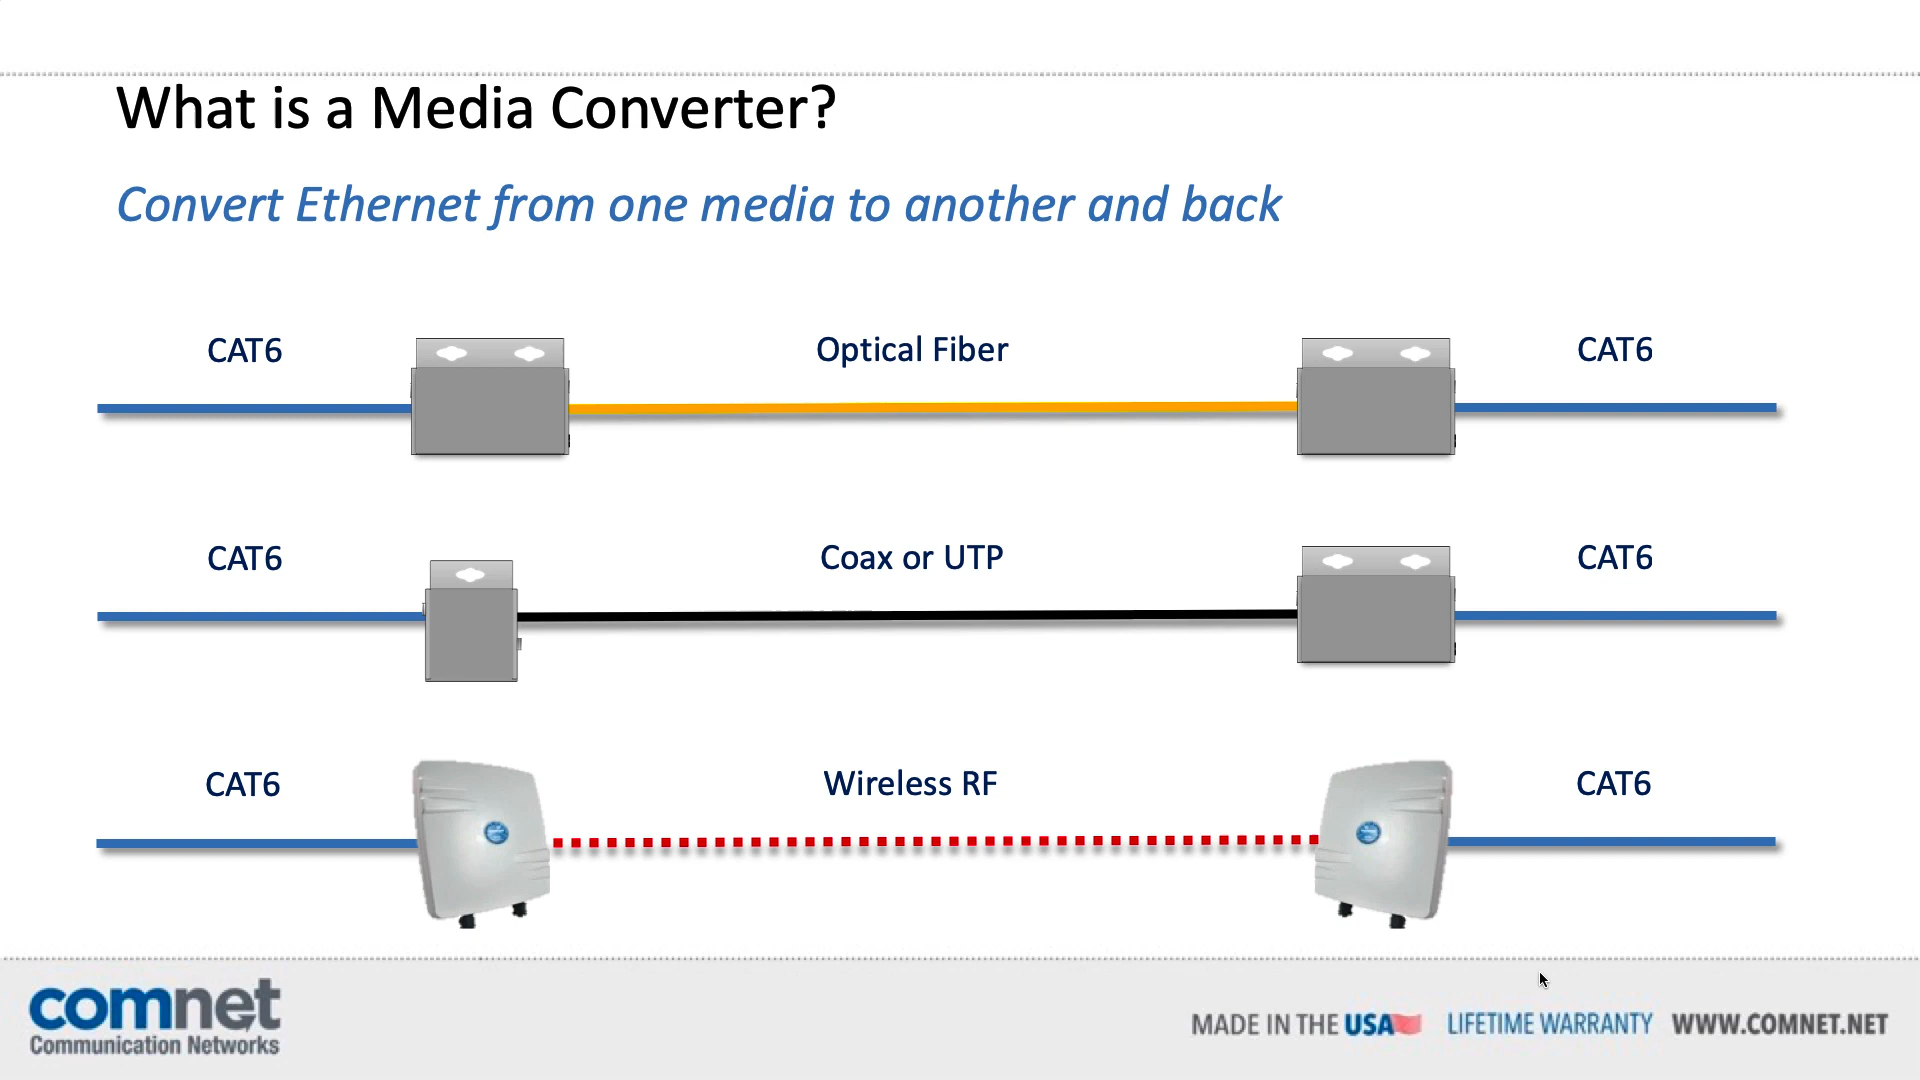 What is a Media Converter?
Convert Ethernet from one media to another and back
CAT6
Optical Fiber
CAT6
CAT6
Coax or UTP
CAT6
CAT6
Wireless RF
CAT6
comnet
Communication Networks
MADE IN THE USA LIFETIME WARRANTY WWW.COMNET.NET